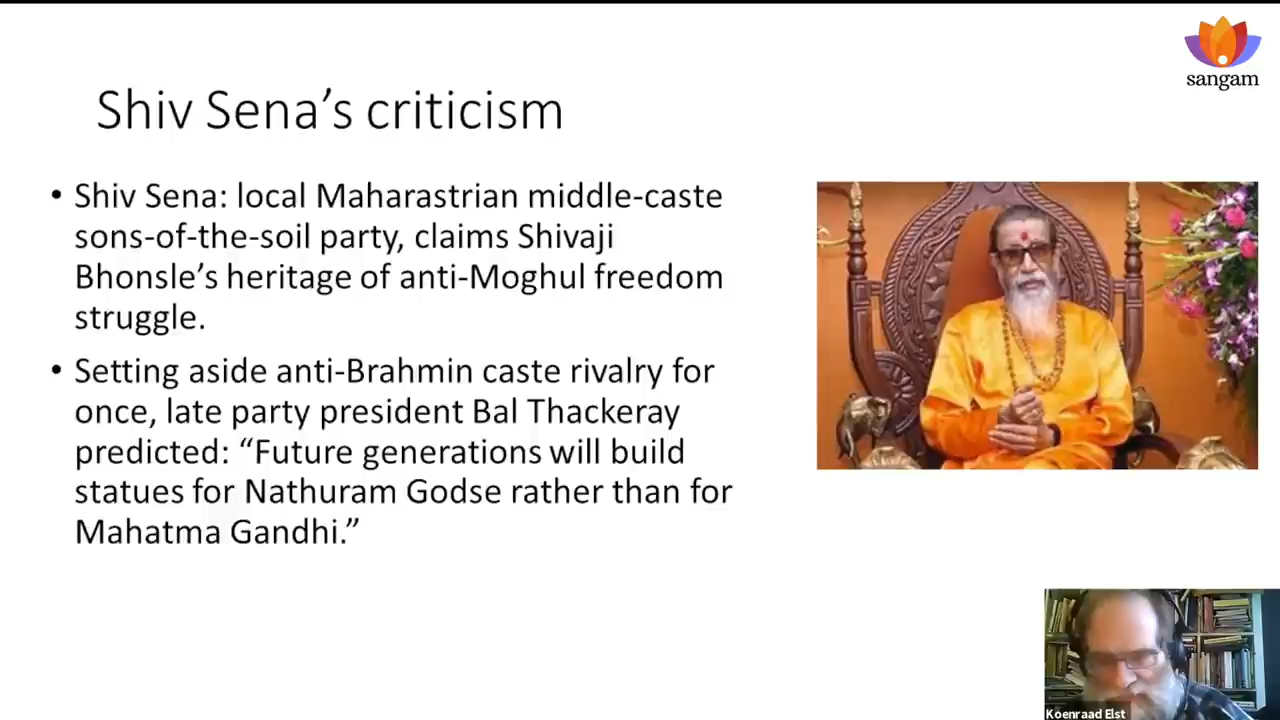 sangam
Shiv Sena’s criticism
• Shiv Sena: local Maharastrian middle-caste
sons-of-the-soil party, claims Shivaji
Bhonsle’s heritage of anti-Moghul freedom
struggle.
• Setting aside anti-Brahmin caste rivalry for
once, late party president Bal Thackeray
predicted: “Future generations will build
statues for Nathuram Godse rather than for
Mahatma Gandhi.”
Koenraad Elst